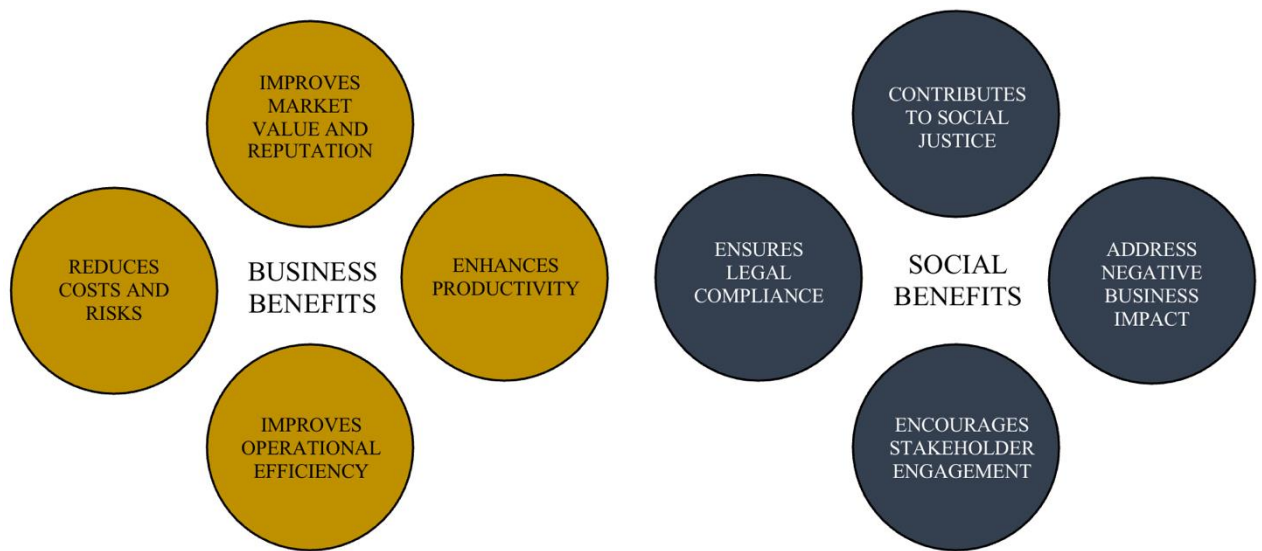 IMPROVES
MARKET
VALUE AND
REPUTATION
REDUCES
COSTS AND
RISKS
BUSINESS
BENEFITS
ENHANCES
PRODUCTIVITY
IMPROVES
OPERATIONAL
EFFICIENCY
CONTRIBUTES
TO SOCIAL
JUSTICE
ENSURES
LEGAL
COMPLIANCE
SOCIAL
BENEFITS
ADDRESS
NEGATIVE
BUSINESS
IMPACT
ENCOURAGES
STAKEHOLDER
ENGAGEMENT